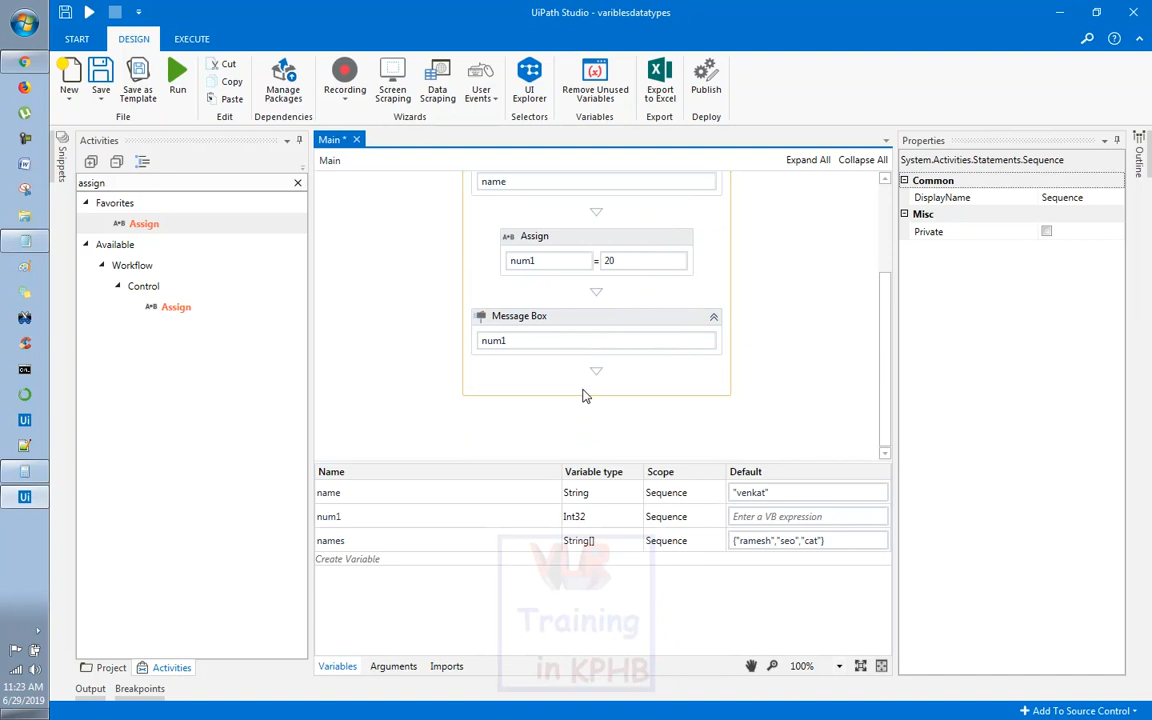 UiPath Studio - variblesdatatypes
START
DESIGN
EXECUTE
New
Save
Save as
Template
Run
Cut
Copy
Paste
Manage
Packages
Recording
Screen
Scraping
Data
Scraping
User
Events
UI
Explorer
Remove Unused
Variables
Export
to Excel
Publish
File
Edit
Dependencies
Wizards
Selectors
Variables
Export
Deploy
Snippets
Activities
assign
Favorites
A+B Assign
Available
Workflow
Control
A+B Assign
Project
Activities
Output
Breakpoints
Main *
Main
Expand All
Collapse All
name
A+B Assign
num1 = 20
Message Box
num1
Name Variable type Scope Default
name String Sequence "venkat"
num1 Int32 Sequence Enter a VB expression
names String[] Sequence {"ramesh","seo","cat"}
Create Variable
VLR
Training
in KPHB
Variables
Arguments
Imports
100%
Properties
System.Activities.Statements.Sequence
Common
DisplayName Sequence
Misc
Private
Outline
11:23 AM
6/29/2019
Add To Source Control